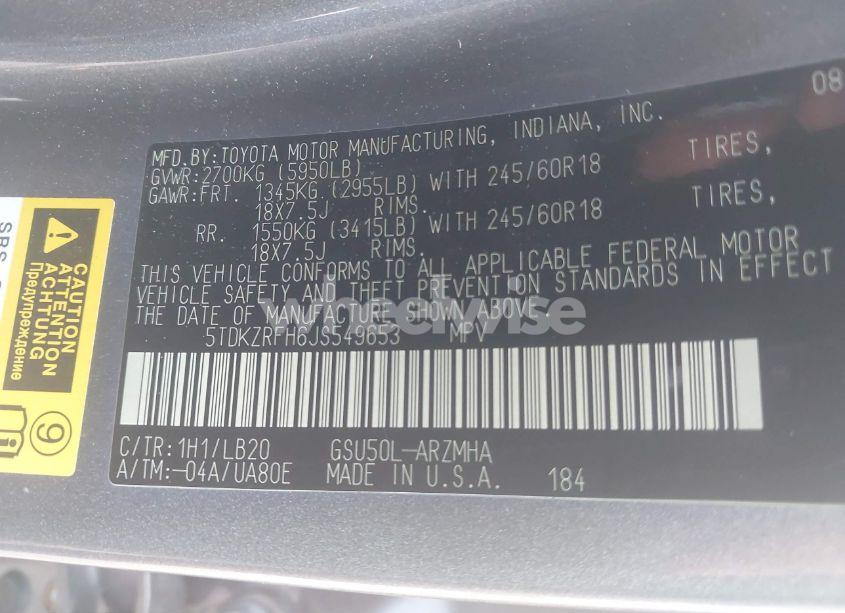 08
MFD.BY:TOYOTA MOTOR MANUFACTURING, INDIANA, INC.
GVWR:2700KG (5950LB)
GAWR:FRT. 1345KG (2955LB) WITH 245/60R18 TIRES,
18X7.5J RIMS.
RR. 1550KG (3415LB) WITH 245/60R18 TIRES,
18X7.5J RIMS.
THIS VEHICLE CONFORMS TO ALL APPLICABLE FEDERAL MOTOR
VEHICLE SAFETY AND THEFT PREVENTION STANDARDS IN EFFECT
THE DATE OF MANUFACTURE SHOWN ABOVE.
5TDKZRFH6JS549653 MPV
wheelwise
C/TR:1H1/LB20 GSU50L-ARZMHA
A/TM:-04A/UA80E MADE IN U.S.A. 184
SRS
CAUTION
ATTENTION
ACHTUNG
Предупреждение
9